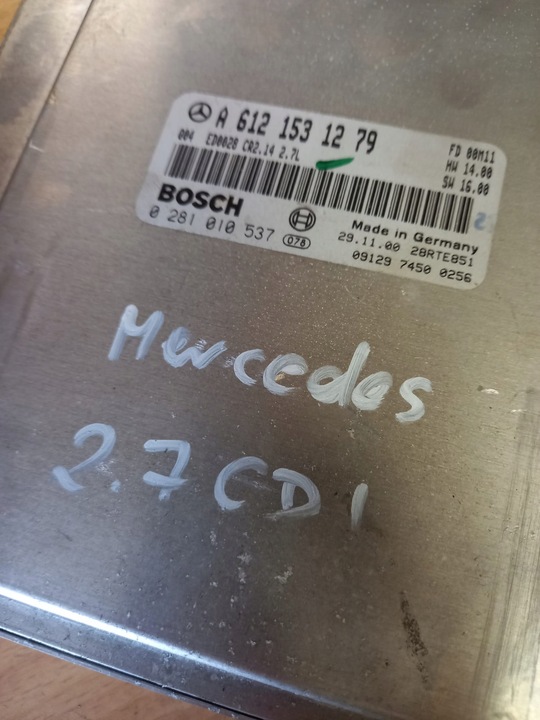 A 612 153 12 79
004 ED0028 CR2.14 2.7L
FD 00M11
HW 14.00
SW 16.00
BOSCH
0 281 010 537 078
Made in Germany
29.11.00 28RTE851
09129 7450 0256
Mercedes
2.7 CDI